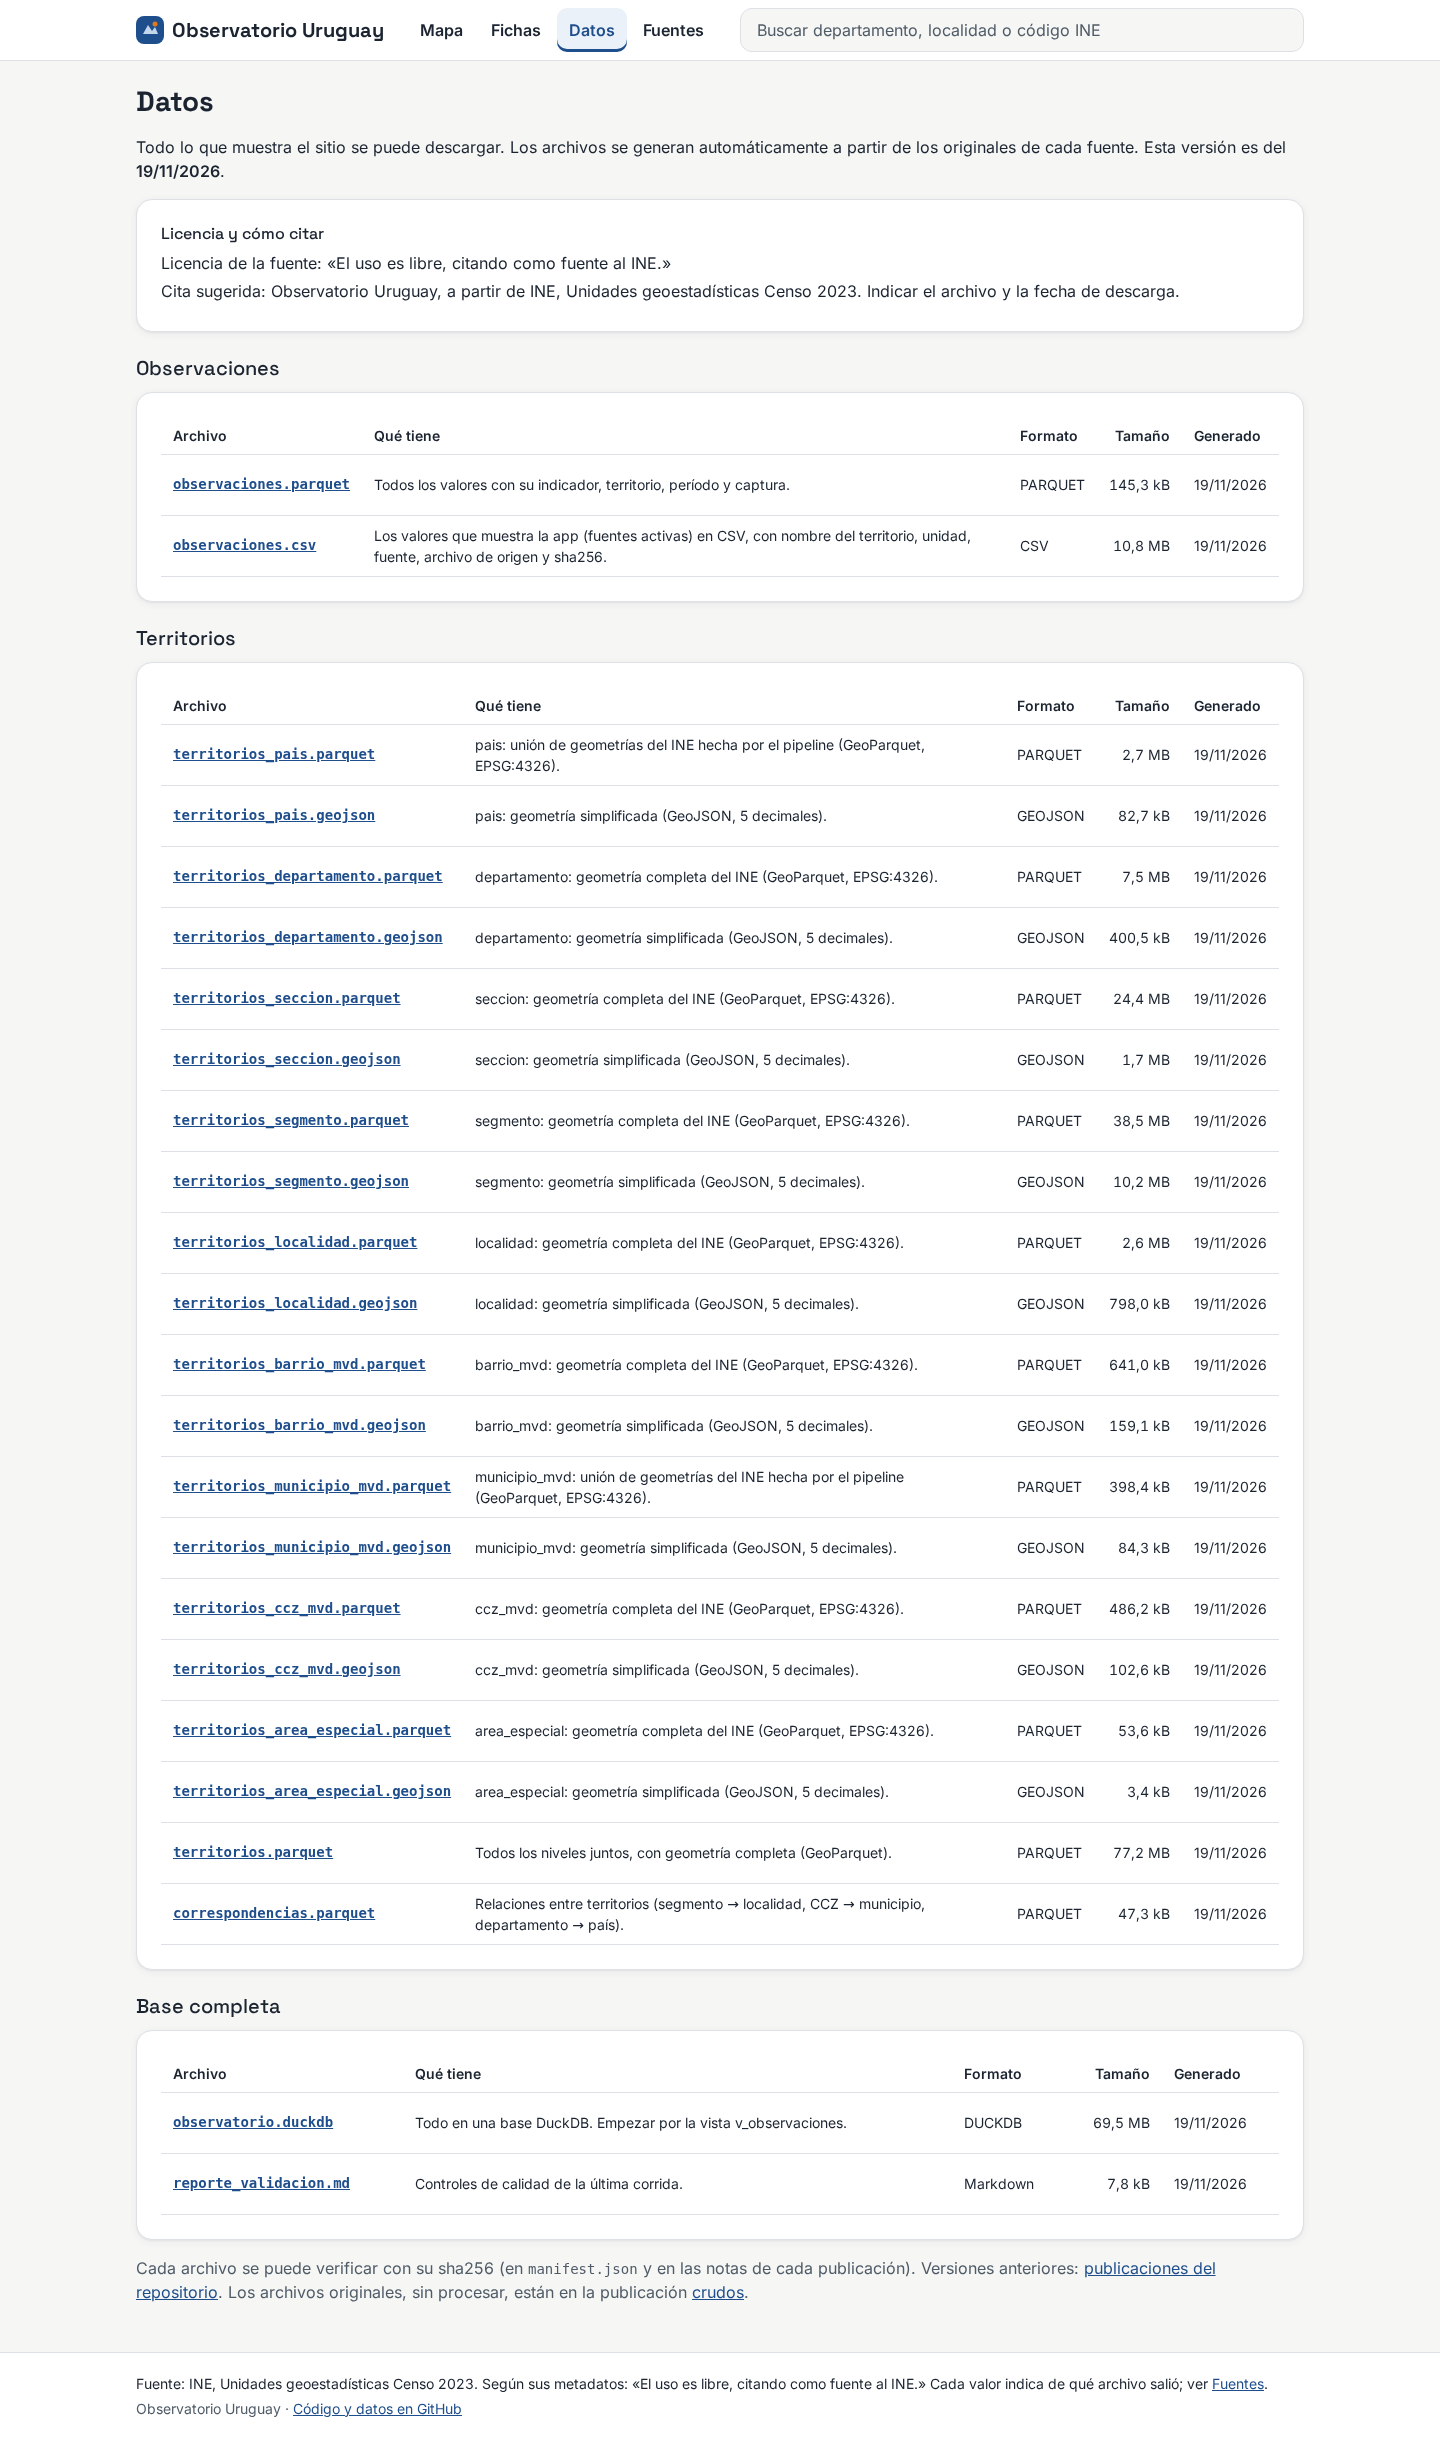 Observatorio Uruguay Mapa Fichas Datos Fuentes Buscar departamento, localidad o código INE
Datos
Todo lo que muestra el sitio se puede descargar. Los archivos se generan automáticamente a partir de los originales de cada fuente. Esta versión es del
19/11/2026.
Licencia y cómo citar
Licencia de la fuente: «El uso es libre, citando como fuente al INE.»
Cita sugerida: Observatorio Uruguay, a partir de INE, Unidades geoestadísticas Censo 2023. Indicar el archivo y la fecha de descarga.
Observaciones
Archivo Qué tiene Formato Tamaño Generado
observaciones.parquet Todos los valores con su indicador, territorio, período y captura. PARQUET 145,3 kB 19/11/2026
observaciones.csv Los valores que muestra la app (fuentes activas) en CSV, con nombre del territorio, unidad,
fuente, archivo de origen y sha256. CSV 10,8 MB 19/11/2026
Territorios
Archivo Qué tiene Formato Tamaño Generado
territorios_pais.parquet pais: unión de geometrías del INE hecha por el pipeline (GeoParquet,
EPSG:4326). PARQUET 2,7 MB 19/11/2026
territorios_pais.geojson pais: geometría simplificada (GeoJSON, 5 decimales). GEOJSON 82,7 kB 19/11/2026
territorios_departamento.parquet departamento: geometría completa del INE (GeoParquet, EPSG:4326). PARQUET 7,5 MB 19/11/2026
territorios_departamento.geojson departamento: geometría simplificada (GeoJSON, 5 decimales). GEOJSON 400,5 kB 19/11/2026
territorios_seccion.parquet seccion: geometría completa del INE (GeoParquet, EPSG:4326). PARQUET 24,4 MB 19/11/2026
territorios_seccion.geojson seccion: geometría simplificada (GeoJSON, 5 decimales). GEOJSON 1,7 MB 19/11/2026
territorios_segmento.parquet segmento: geometría completa del INE (GeoParquet, EPSG:4326). PARQUET 38,5 MB 19/11/2026
territorios_segmento.geojson segmento: geometría simplificada (GeoJSON, 5 decimales). GEOJSON 10,2 MB 19/11/2026
territorios_localidad.parquet localidad: geometría completa del INE (GeoParquet, EPSG:4326). PARQUET 2,6 MB 19/11/2026
territorios_localidad.geojson localidad: geometría simplificada (GeoJSON, 5 decimales). GEOJSON 798,0 kB 19/11/2026
territorios_barrio_mvd.parquet barrio_mvd: geometría completa del INE (GeoParquet, EPSG:4326). PARQUET 641,0 kB 19/11/2026
territorios_barrio_mvd.geojson barrio_mvd: geometría simplificada (GeoJSON, 5 decimales). GEOJSON 159,1 kB 19/11/2026
territorios_municipio_mvd.parquet municipio_mvd: unión de geometrías del INE hecha por el pipeline
(GeoParquet, EPSG:4326). PARQUET 398,4 kB 19/11/2026
territorios_municipio_mvd.geojson municipio_mvd: geometría simplificada (GeoJSON, 5 decimales). GEOJSON 84,3 kB 19/11/2026
territorios_ccz_mvd.parquet ccz_mvd: geometría completa del INE (GeoParquet, EPSG:4326). PARQUET 486,2 kB 19/11/2026
territorios_ccz_mvd.geojson ccz_mvd: geometría simplificada (GeoJSON, 5 decimales). GEOJSON 102,6 kB 19/11/2026
territorios_area_especial.parquet area_especial: geometría completa del INE (GeoParquet, EPSG:4326). PARQUET 53,6 kB 19/11/2026
territorios_area_especial.geojson area_especial: geometría simplificada (GeoJSON, 5 decimales). GEOJSON 3,4 kB 19/11/2026
territorios.parquet Todos los niveles juntos, con geometría completa (GeoParquet). PARQUET 77,2 MB 19/11/2026
correspondencias.parquet Relaciones entre territorios (segmento → localidad, CCZ → municipio,
departamento → país). PARQUET 47,3 kB 19/11/2026
Base completa
Archivo Qué tiene Formato Tamaño Generado
observatorio.duckdb Todo en una base DuckDB. Empezar por la vista v_observaciones. DUCKDB 69,5 MB 19/11/2026
reporte_validacion.md Controles de calidad de la última corrida. Markdown 7,8 kB 19/11/2026
Cada archivo se puede verificar con su sha256 (en manifest.json y en las notas de cada publicación). Versiones anteriores: publicaciones del
repositorio. Los archivos originales, sin procesar, están en la publicación crudos.
Fuente: INE, Unidades geoestadísticas Censo 2023. Según sus metadatos: «El uso es libre, citando como fuente al INE.» Cada valor indica de qué archivo salió; ver Fuentes.
Observatorio Uruguay · Código y datos en GitHub